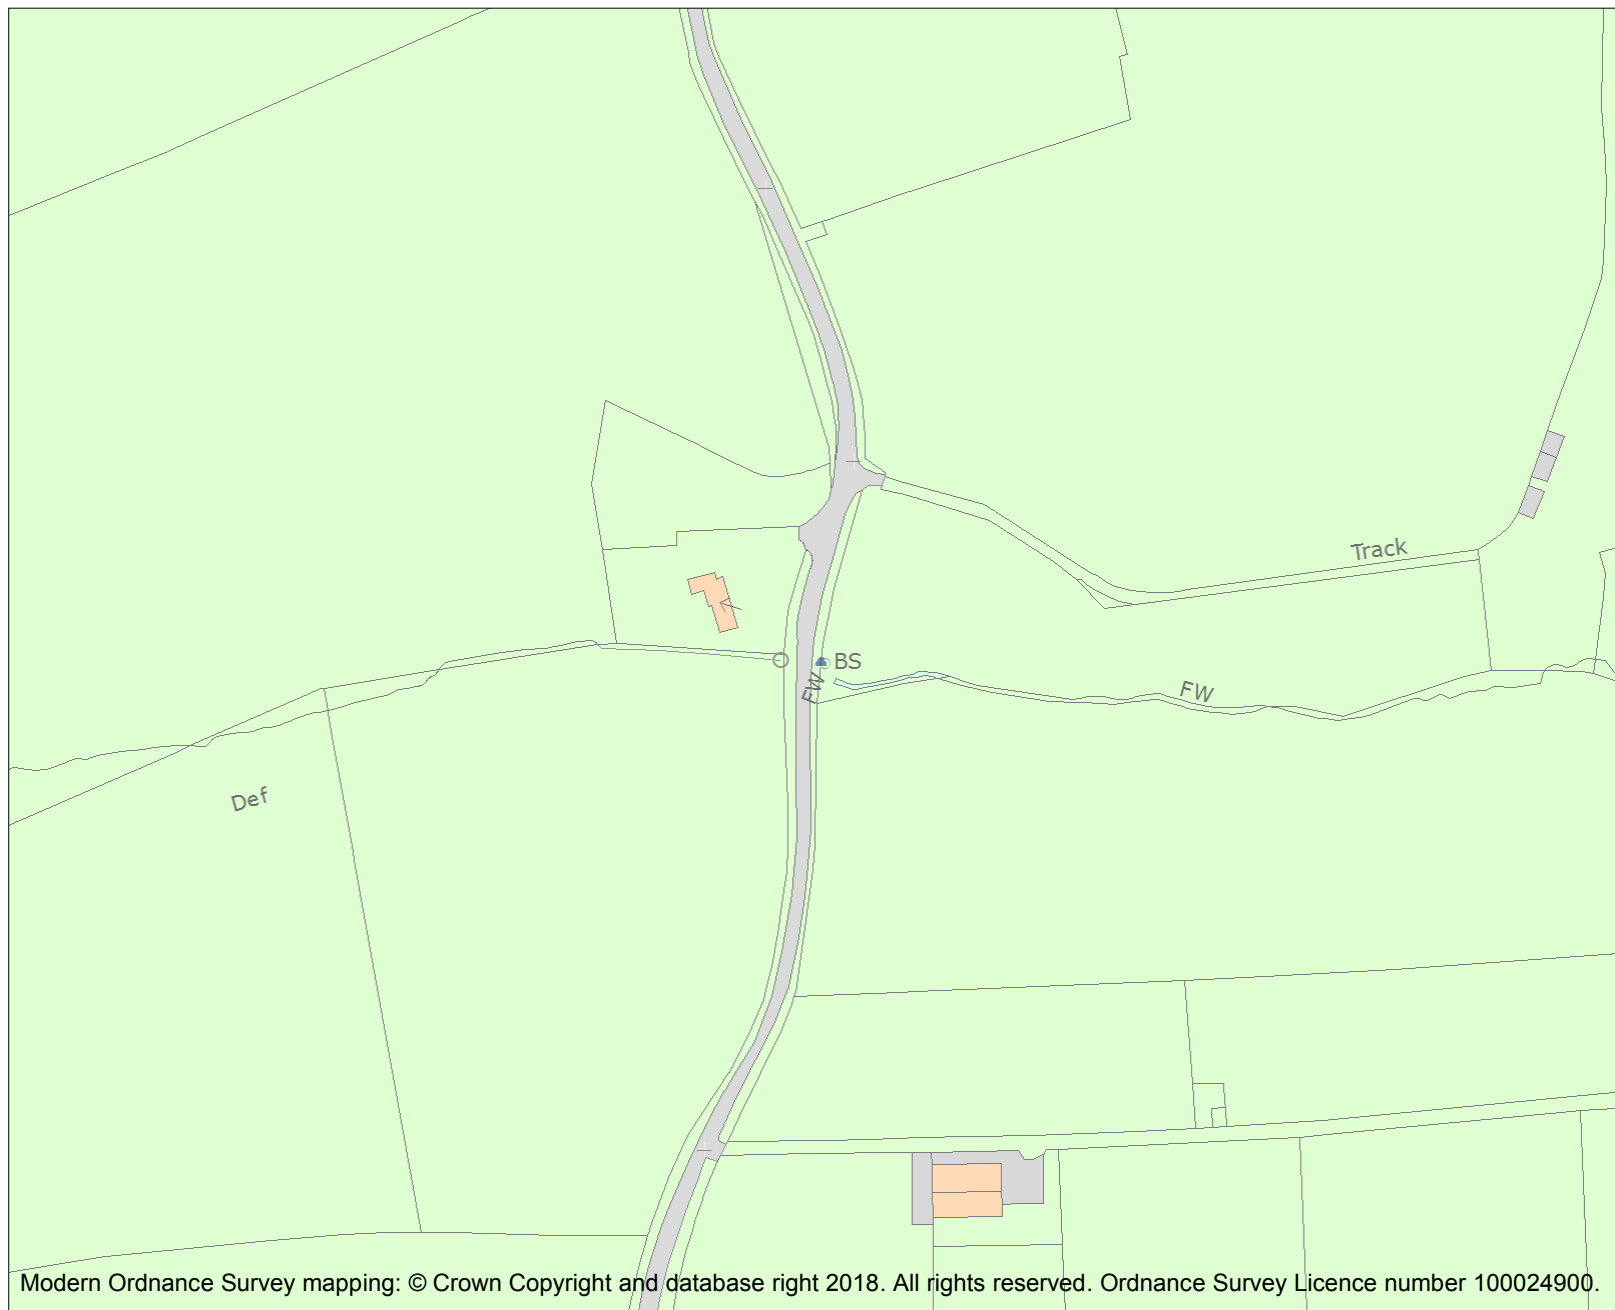 Track
BS
FW
FW
Def
Modern Ordnance Survey mapping: © Crown Copyright and database right 2018. All rights reserved. Ordnance Survey Licence number 100024900.